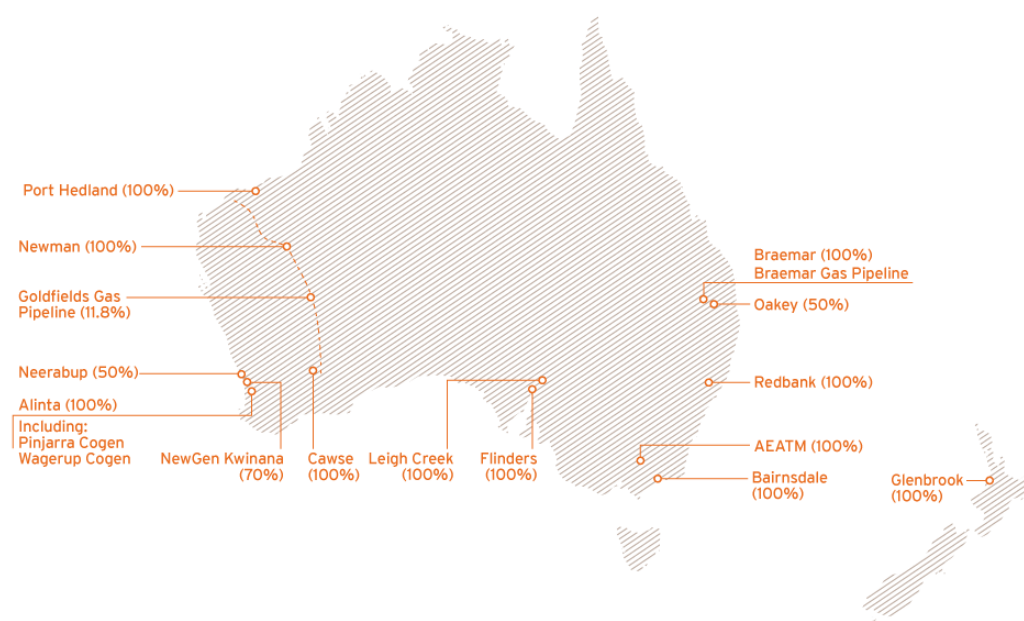 Port Hedland (100%)
Newman (100%)
Goldfields Gas
Pipeline (11.8%)
Neerabup (50%)
Alinta (100%)
Including:
Pinjarra Cogen
Wagerup Cogen
NewGen Kwinana
(70%)
Cawse
(100%)
Leigh Creek
(100%)
Flinders
(100%)
Braemar (100%)
Braemar Gas Pipeline
Oakey (50%)
Redbank (100%)
AEATM (100%)
Bairnsdale
(100%)
Glenbrook
(100%)